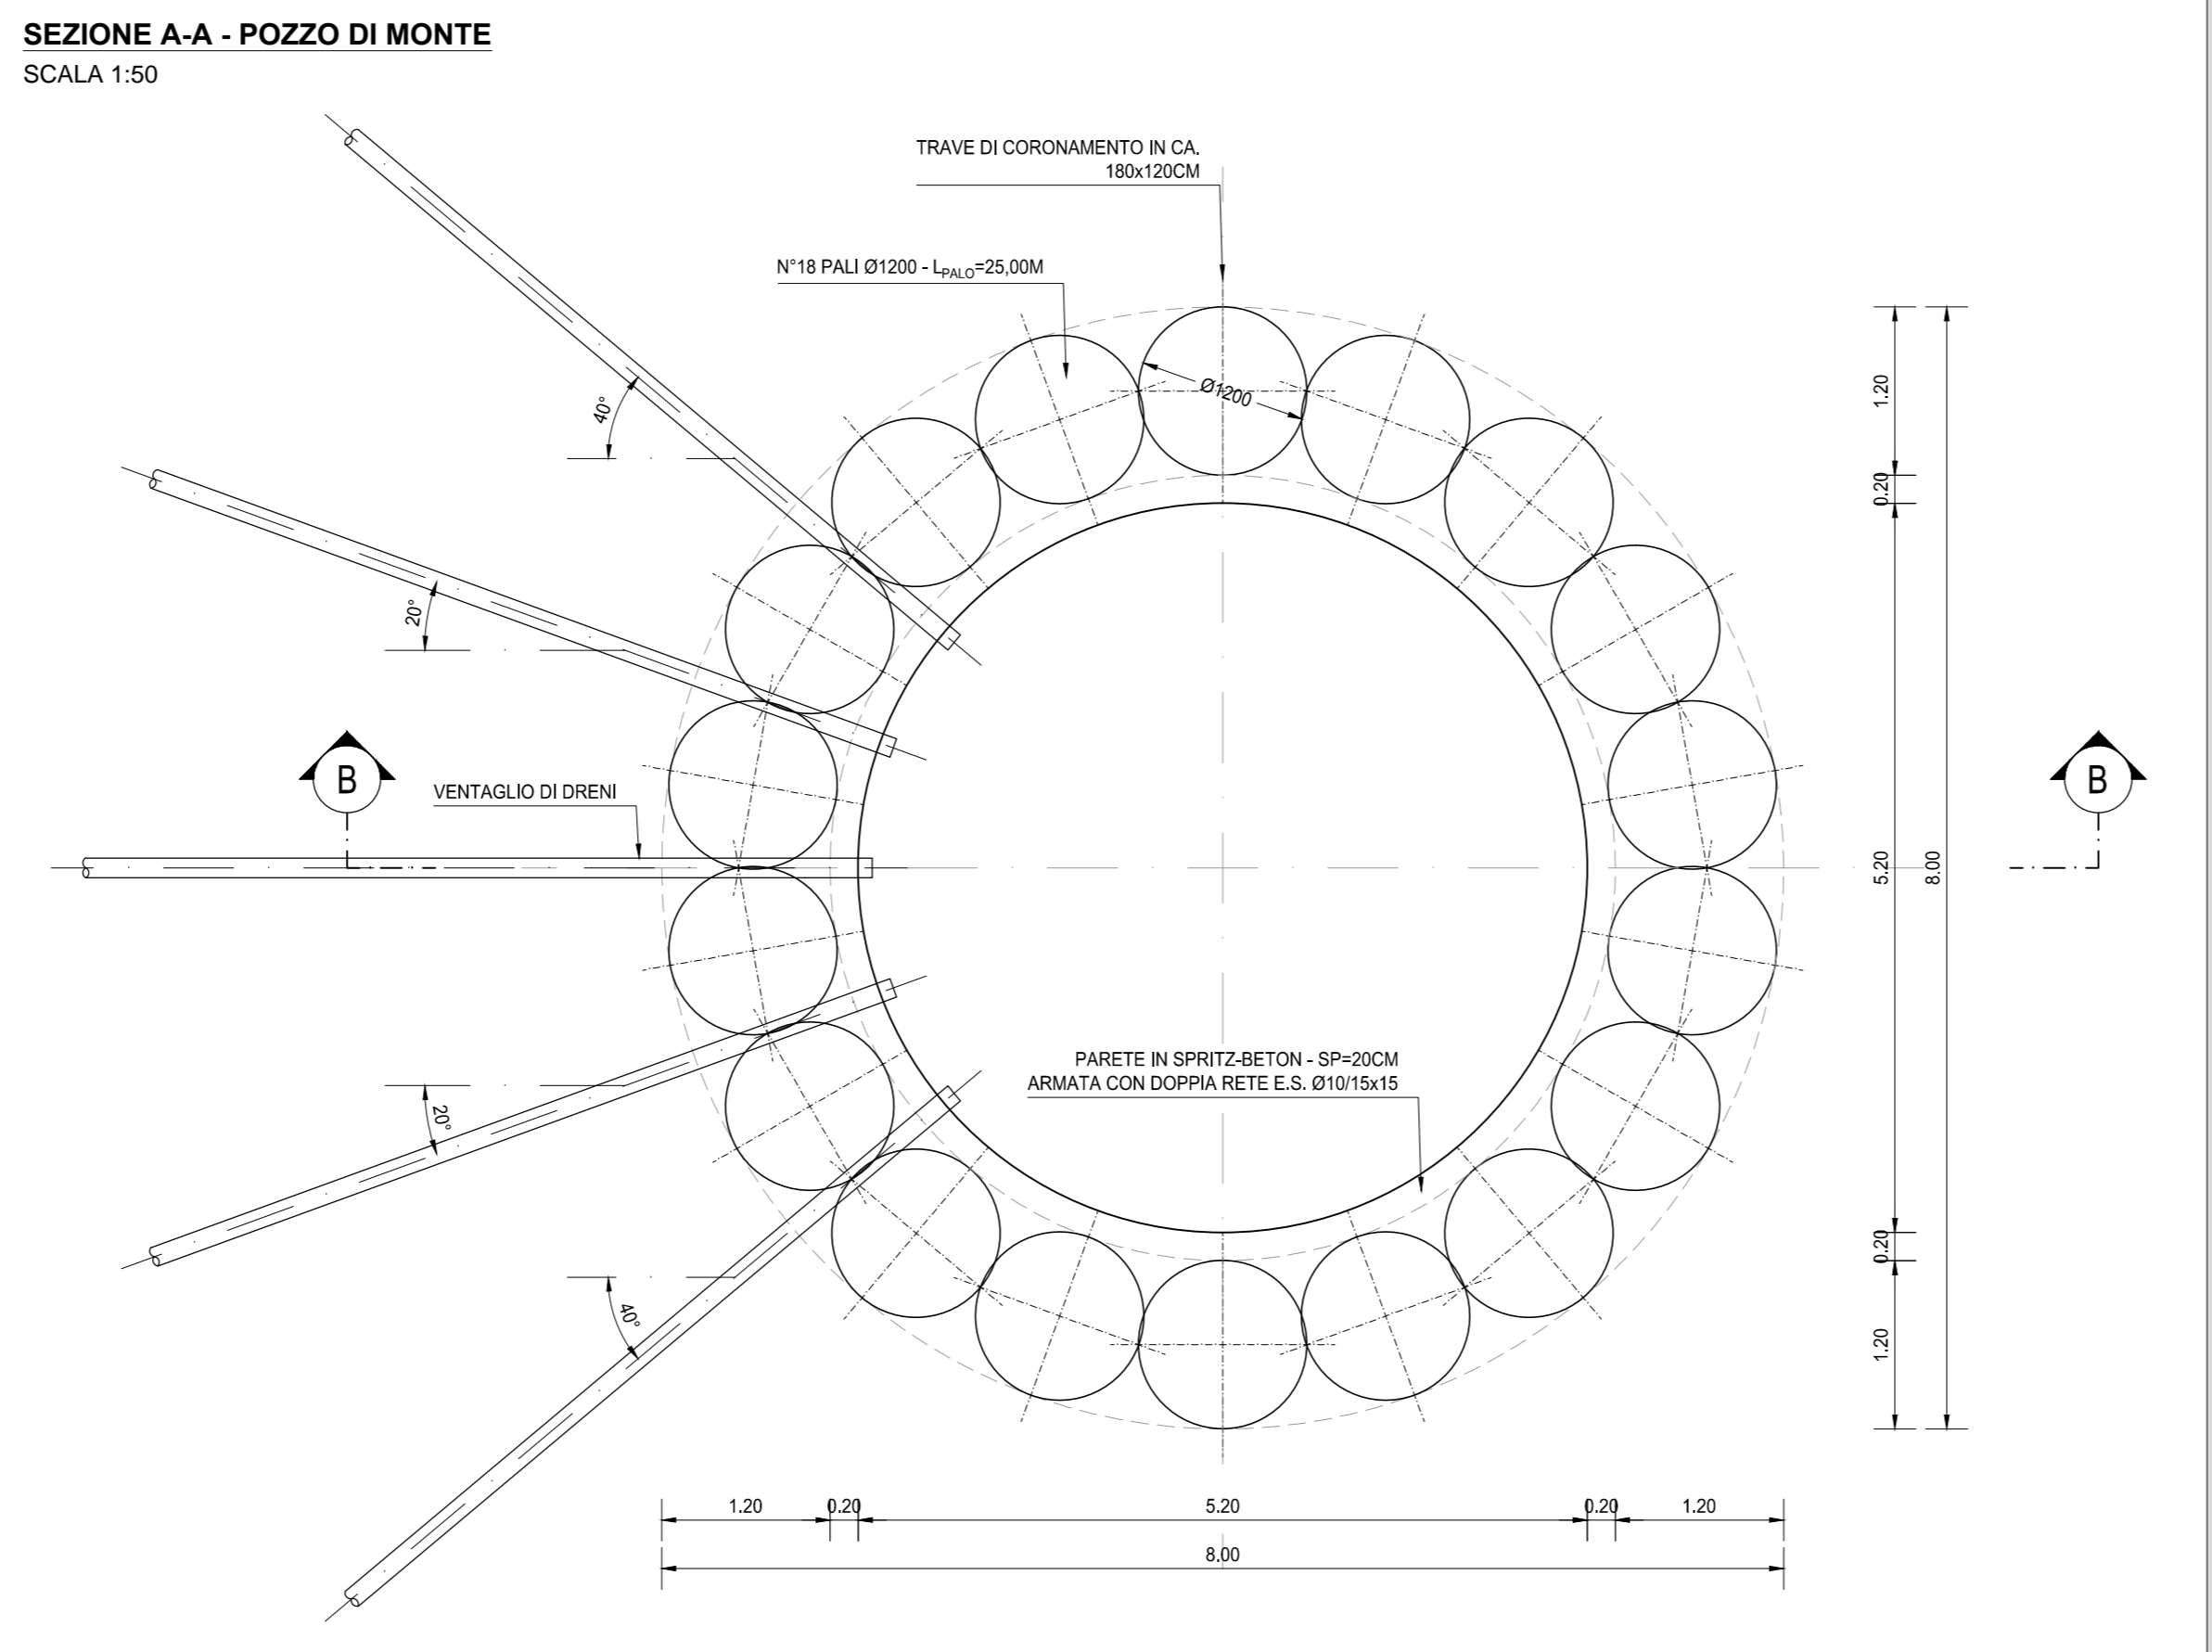 SEZIONE A-A - POZZO DI MONTE
SCALA 1:50
TRAVE DI CORONAMENTO IN CA.
180x120CM
N°18 PALI Ø1200 - LPALO=25,00M
Ø1200
40°
20°
B
VENTAGLIO DI DRENI
B
20°
40°
PARETE IN SPRITZ-BETON - SP=20CM
ARMATA CON DOPPIA RETE E.S. Ø10/15x15
1.20
0.20
5.20
8.00
0.20
1.20
1.20
0.20
5.20
0.20
1.20
8.00